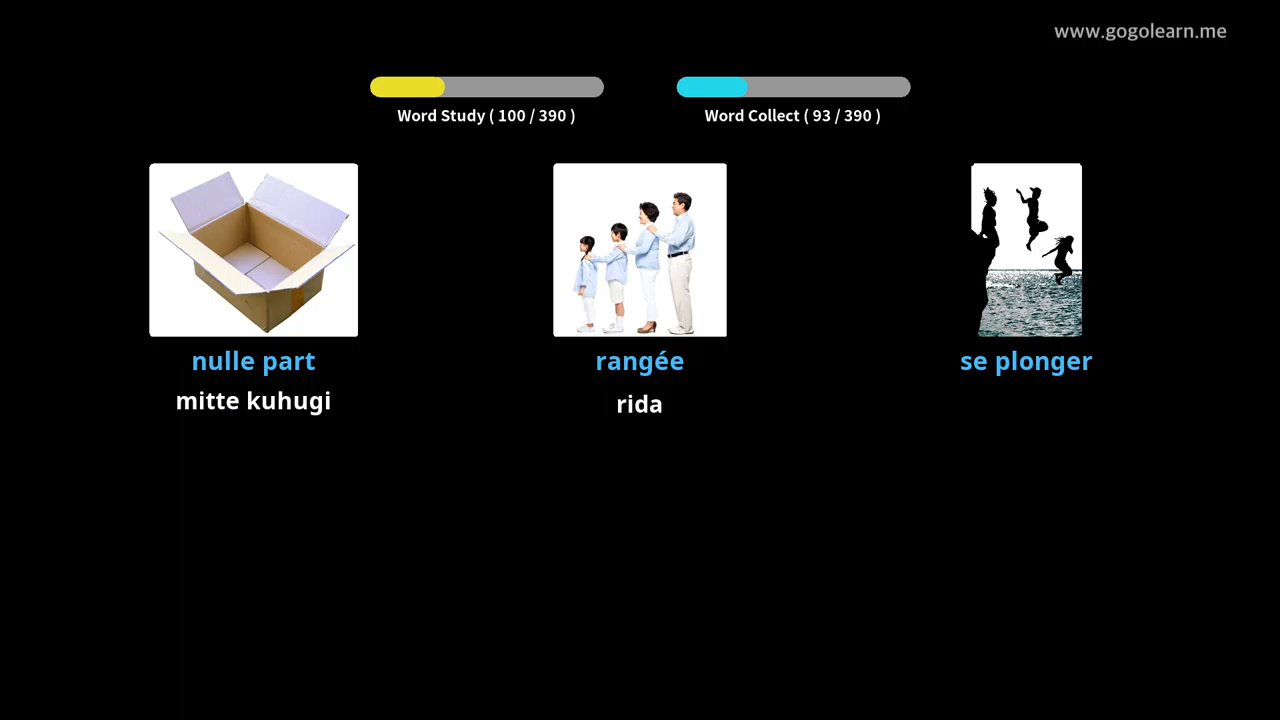 www.gogolearn.me
Word Study ( 100 / 390 )
Word Collect ( 93 / 390 )
nulle part
mitte kuhugi
rangée
rida
se plonger